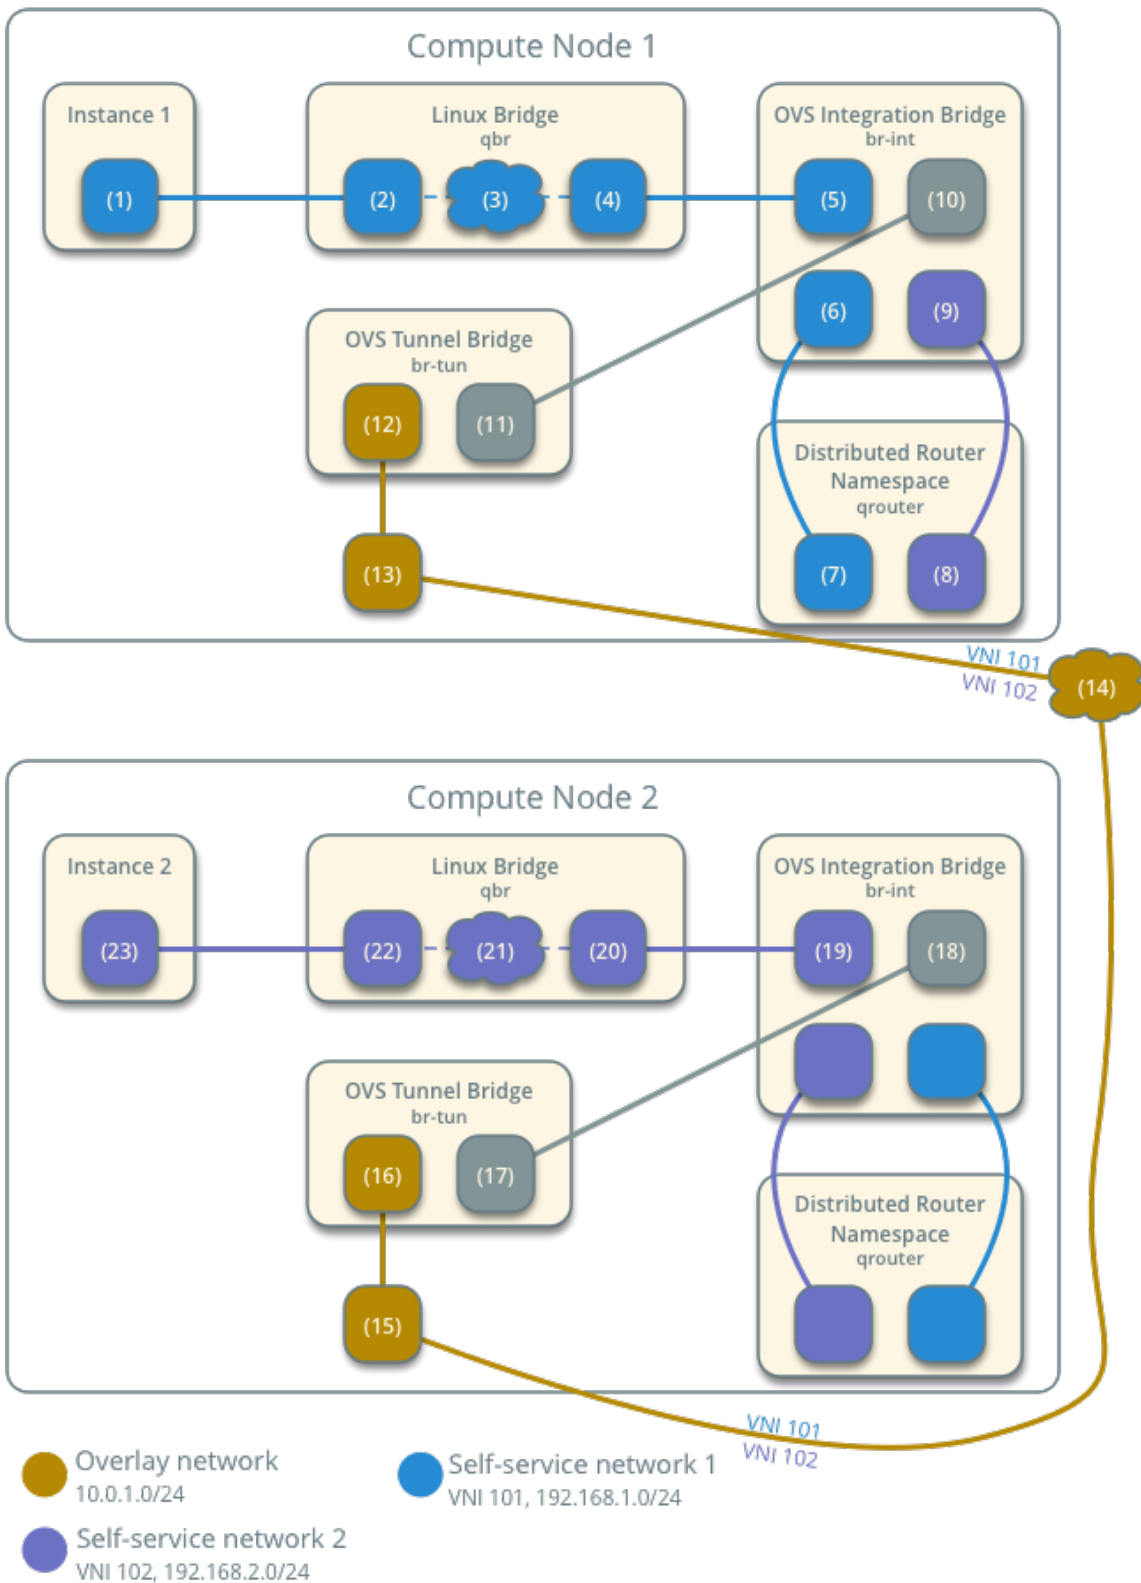 Compute Node 1
Instance 1
Linux Bridge
qbr
OVS Integration Bridge
br-int
(1)
(2)
(3)
(4)
(5)
(10)
(6)
(9)
OVS Tunnel Bridge
br-tun
(12)
(11)
Distributed Router
Namespace
qrouter
(13)
(7)
(8)
VNI 101
VNI 102
(14)
Compute Node 2
Instance 2
Linux Bridge
qbr
OVS Integration Bridge
br-int
(23)
(22)
(21)
(20)
(19)
(18)
OVS Tunnel Bridge
br-tun
(16)
(17)
Distributed Router
Namespace
qrouter
(15)
VNI 101
VNI 102
Overlay network
10.0.1.0/24
Self-service network 1
VNI 101, 192.168.1.0/24
Self-service network 2
VNI 102, 192.168.2.0/24